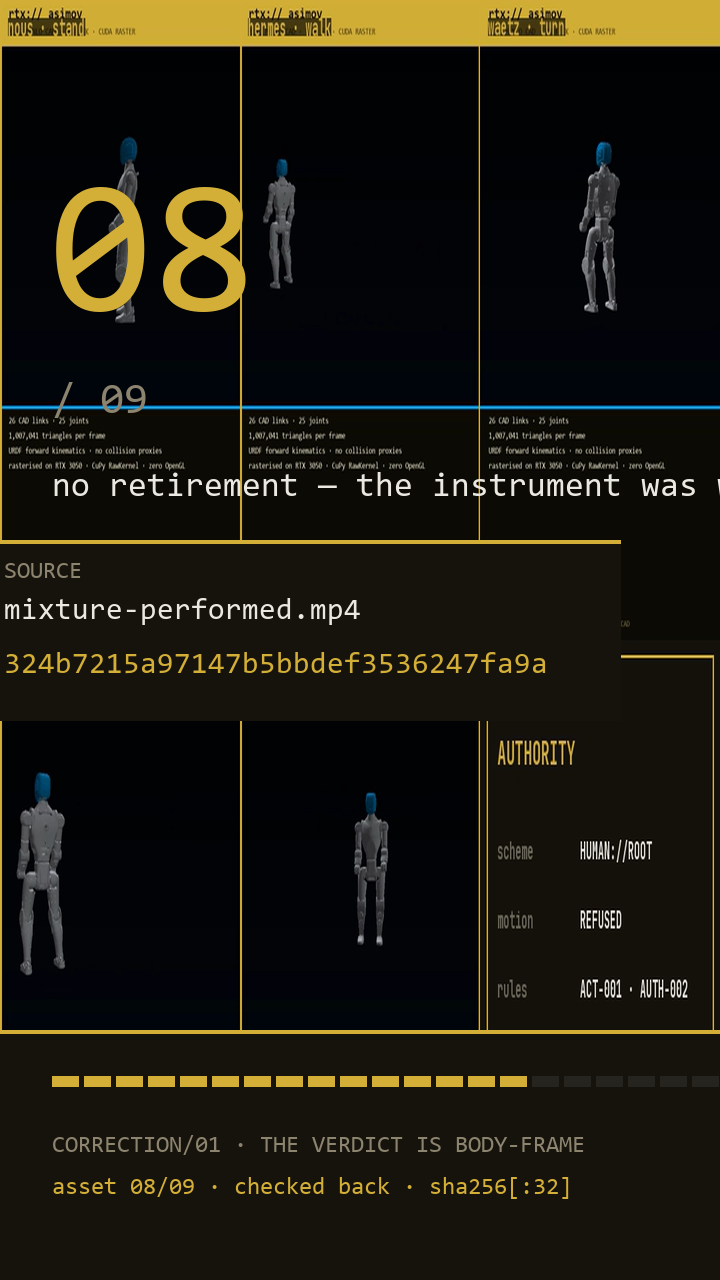 rtx:// asimov rtx:// asimov rtx:// asimov
nous · stand · CUDA RASTER hermes · walk · CUDA RASTER waetz · turn · CUDA RASTER
08
/ 09
26 CAD links · 25 joints 26 CAD links · 25 joints 26 CAD links · 25 joints
1,007,041 triangles per frame 1,007,041 triangles per frame 1,007,041 triangles per frame
URDF forward kinematics · no collision proxies URDF forward kinematics · no collision proxies URDF forward kinematics · no collision proxies
rasterised on RTX 3050 · CuPy RawKernel · zero OpenGL rasterised on RTX 3050 · CuPy RawKernel · zero OpenGL rasterised on RTX 3050 · CuPy RawKernel · zero OpenGL
no retirement — the instrument was
SOURCE
mixture-performed.mp4
324b7215a97147b5bbdef3536247fa9a
AUTHORITY
scheme HUMAN://ROOT
motion REFUSED
rules ACT-001 · AUTH-002
CORRECTION/01 · THE VERDICT IS BODY-FRAME
asset 08/09 · checked back · sha256[:32]